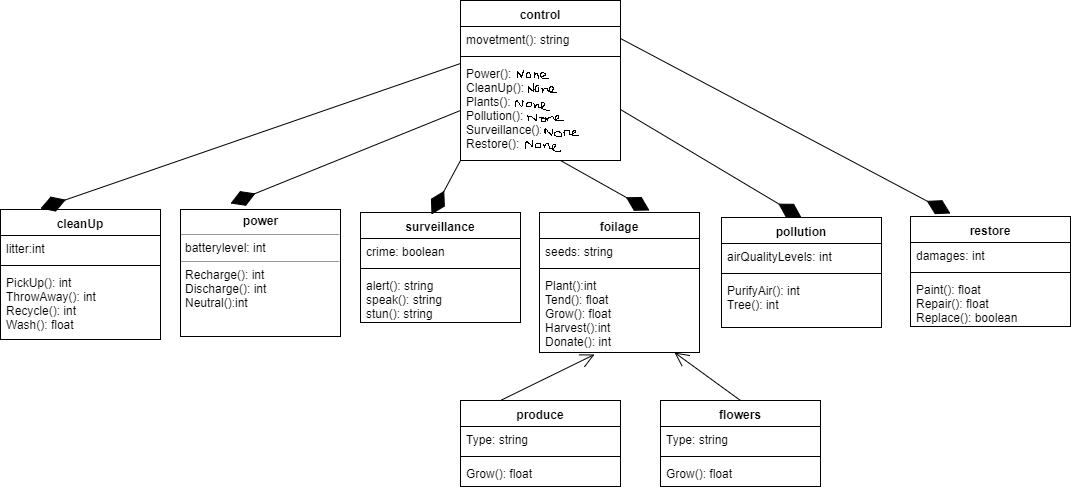 control
movetment(): string
Power(): None
CleanUp(): None
Plants(): None
Pollution(): None
Surveillance(): None
Restore(): None
cleanUp
litter:int
PickUp(): int
ThrowAway(): int
Recycle(): int
Wash(): float
power
batterylevel: int
Recharge(): int
Discharge(): int
Neutral():int
surveillance
crime: boolean
alert(): string
speak(): string
stun(): string
foilage
seeds: string
Plant():int
Tend(): float
Grow(): float
Harvest():int
Donate(): int
pollution
airQualityLevels: int
PurifyAir(): int
Tree(): int
restore
damages: int
Paint(): float
Repair(): float
Replace(): boolean
produce
Type: string
Grow(): float
flowers
Type: string
Grow(): float